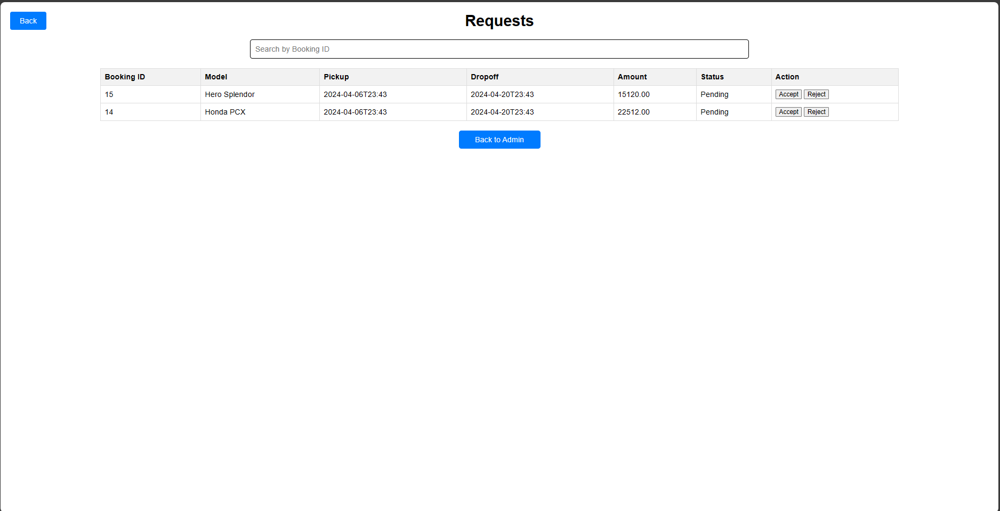 Back
Requests
Search by Booking ID
Booking ID Model Pickup Dropoff Amount Status Action
15 Hero Splendor 2024-04-06T23:43 2024-04-20T23:43 15120.00 Pending Accept Reject
14 Honda PCX 2024-04-06T23:43 2024-04-20T23:43 22512.00 Pending Accept Reject
Back to Admin